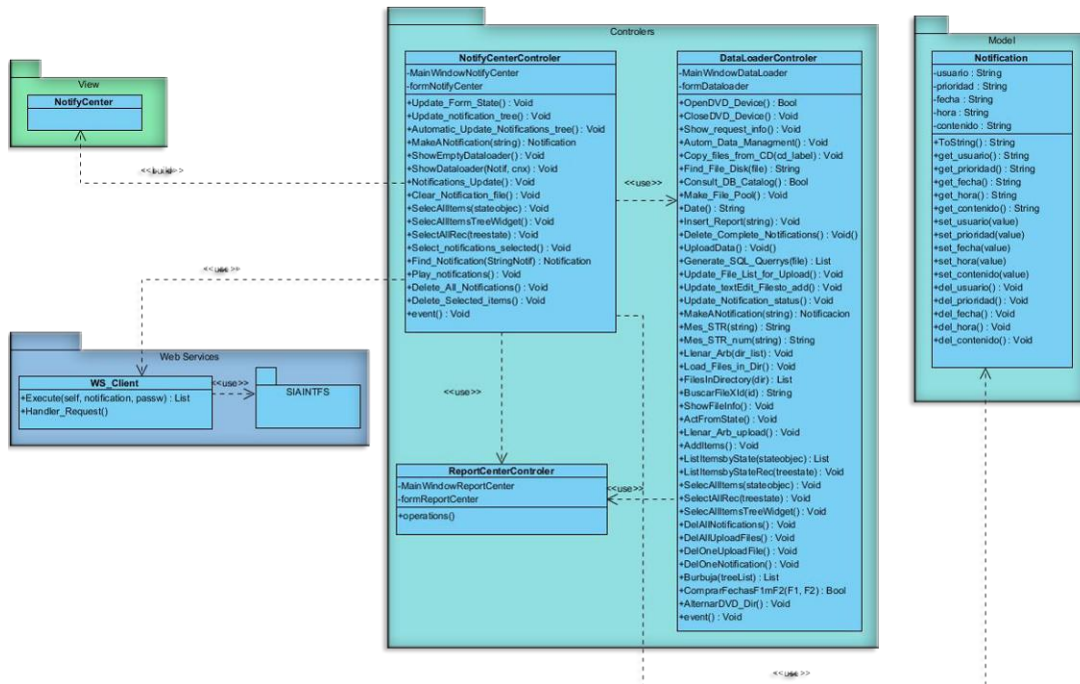 View
NotifyCenter
<<build>>
<<use>>
Web Services
WS_Client
+Execute(self, notification, passw) : List
+Handler_Request()
<<use>>
SIAINTFS
Controlers
NotifyCenterControler
-MainWindowNotifyCenter
-formNotifyCenter
+Update_Form_State() : Void
+Update_notification_tree() : Void
+Automatic_Update_Notifications_tree() : Void
+MakeANotification(string) : Notification
+ShowEmptyDataloader() : Void
+ShowDataloader(Notif, cnx) : Void
+Notifications_Update() : Void
+Clear_Notification_file() : Void
+SelecAllItems(stateobjec) : Void
+SelecAllItemsTreeWidget() : Void
+SelectAllRec(treestate) : Void
+Select_notifications_selected() : Void
+Find_Notification(StringNotif) : Notification
+Play_notifications() : Void
+Delete_All_Notifications() : Void
+Delete_Selected_items() : Void
+event() : Void
<<use>>
<<use>>
ReportCenterControler
-MainWindowReportCenter
-formReportCenter
+operations()
<<use>>
DataLoaderControler
-MainWindowDataLoader
-formDataloader
+OpenDVD_Device() : Bool
+CloseDVD_Device() : Void
+Show_request_info() : Void
+Autom_Data_Managment() : Void
+Copy_files_from_CD(cd_label) : Void
+Find_File_Disk(file) : String
+Consult_DB_Catalog() : Bool
+Make_File_Pool() : Void
+Date() : String
+Insert_Report(string) : Void
+Delete_Complete_Notifications() : Void()
+UploadData() : Void()
+Generate_SQL_Querrys(file) : List
+Update_File_List_for_Upload() : Void
+Update_textEdit_Filesto_add() : Void
+Update_Notification_status() : Void
+MakeANotification(string) : Notificacion
+Mes_STR(string) : String
+Mes_STR_num(string) : String
+Llenar_Arb(dir_list) : Void
+Load_Files_in_Dir() : Void
+FilesInDirectory(dir) : List
+BuscarFileXId(id) : String
+ShowFileInfo() : Void
+ActFromState() : Void
+Llenar_Arb_upload() : Void
+AddItems() : Void
+ListItemsbyState(stateobjec) : List
+ListItemsbyStateRec(treestate) : Void
+SelecAllItems(stateobjec) : Void
+SelectAllRec(treestate) : Void
+SelecAllItemsTreeWidget() : Void
+DelAllNotifications() : Void
+DelAllUploadFiles() : Void
+DelOneUploadFile() : Void
+DelOneNotification() : Void
+Burbuja(treeList) : List
+ComprarFechasF1mF2(F1, F2) : Bool
+AlternarDVD_Dir() : Void
+event() : Void
Model
Notification
-usuario : String
-prioridad : String
-fecha : String
-hora : String
-contenido : String
+ToString() : String
+get_usuario() : String
+get_prioridad() : String
+get_fecha() : String
+get_hora() : String
+get_contenido() : String
+set_usuario(value)
+set_prioridad(value)
+set_fecha(value)
+set_hora(value)
+set_contenido(value)
+del_usuario() : Void
+del_prioridad() : Void
+del_fecha() : Void
+del_hora() : Void
+del_contenido() : Void
<<use>>